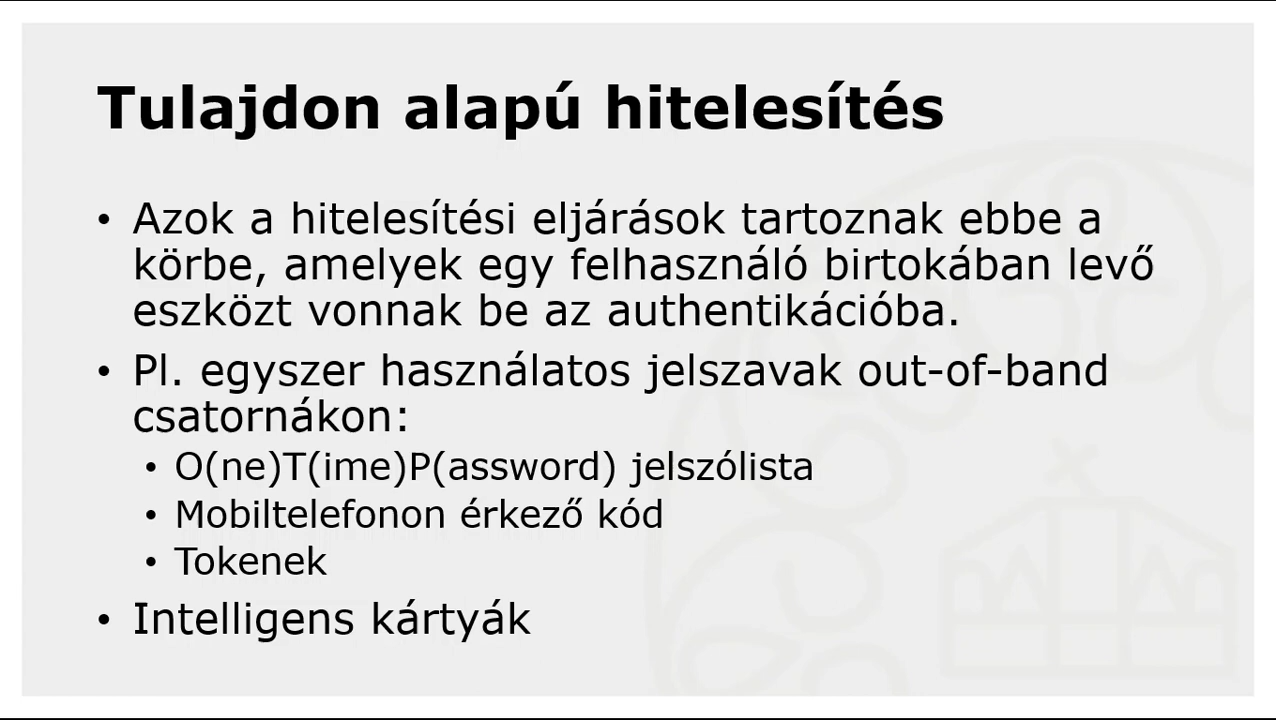 Tulajdon alapú hitelesítés
• Azok a hitelesítési eljárások tartoznak ebbe a
körbe, amelyek egy felhasználó birtokában levő
eszközt vonnak be az authentikációba.
• Pl. egyszer használatos jelszavak out-of-band
csatornákon:
• O(ne)T(ime)P(assword) jelszólista
• Mobiltelefonon érkező kód
• Tokenek
• Intelligens kártyák